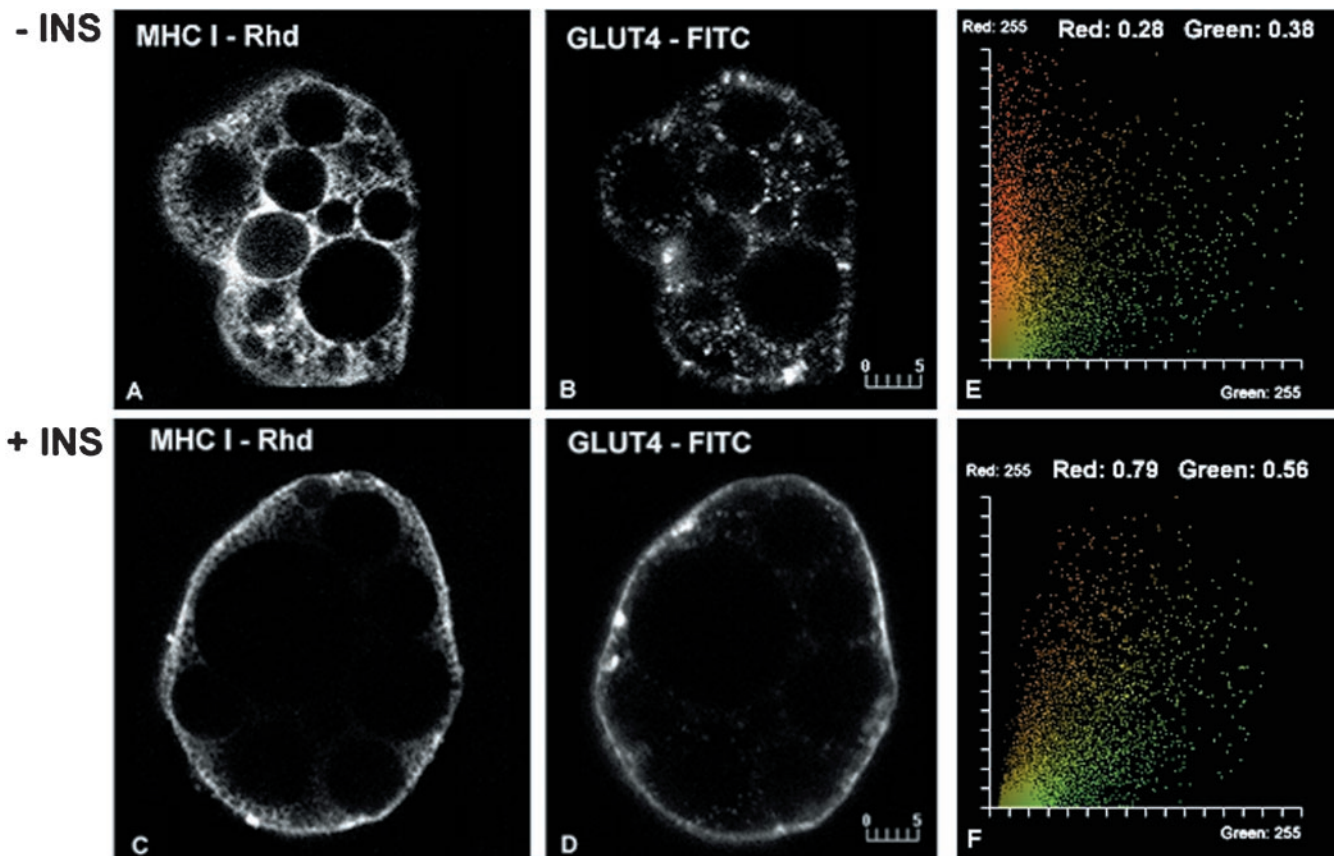 - INS
MHC I - Rhd
A
GLUT4 - FITC
B
0 5
Red: 255 Red: 0.28 Green: 0.38
E
Green: 255
+ INS
MHC I - Rhd
C
GLUT4 - FITC
D
0 5
Red: 255 Red: 0.79 Green: 0.56
F
Green: 255